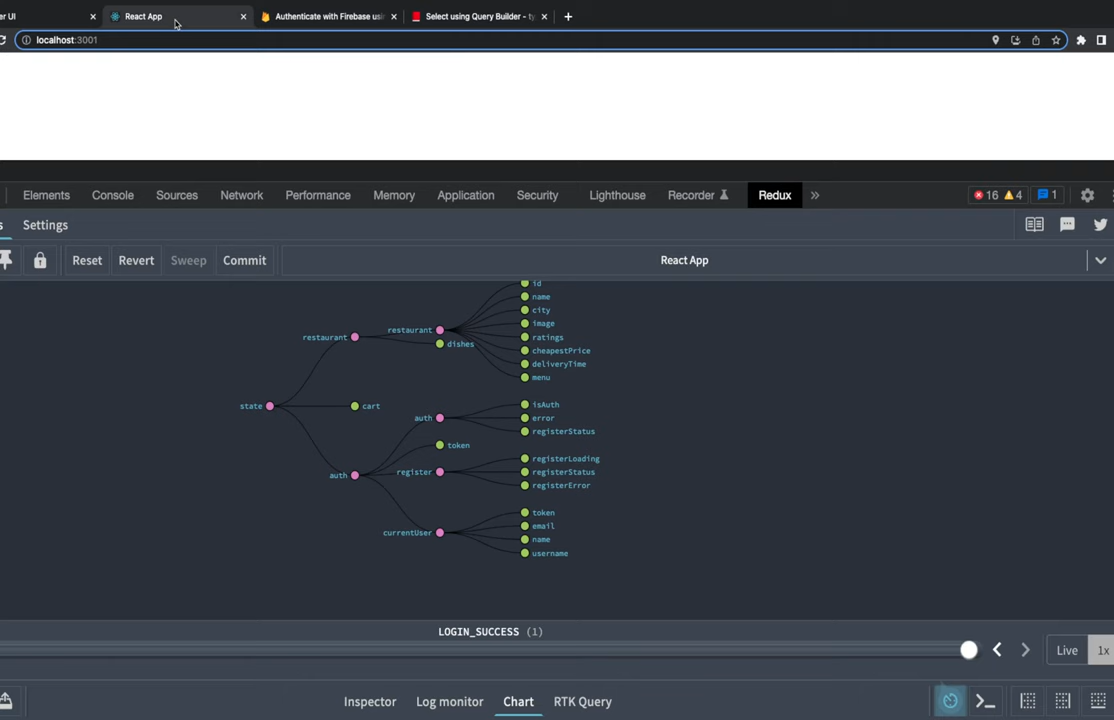 er UI
React App
Authenticate with Firebase usin
Select using Query Builder - ty
localhost:3001
Elements Console Sources Network Performance Memory Application Security Lighthouse Recorder Redux » 16 4 1
s Settings
Reset Revert Sweep Commit React App
id
name
city
image
restaurant
ratings
restaurant
dishes
cheapestPrice
deliveryTime
menu
state
cart
isAuth
auth
error
registerStatus
token
registerLoading
register
registerStatus
auth
registerError
token
email
currentUser
name
username
LOGIN_SUCCESS (1)
Live 1x
Inspector Log monitor Chart RTK Query